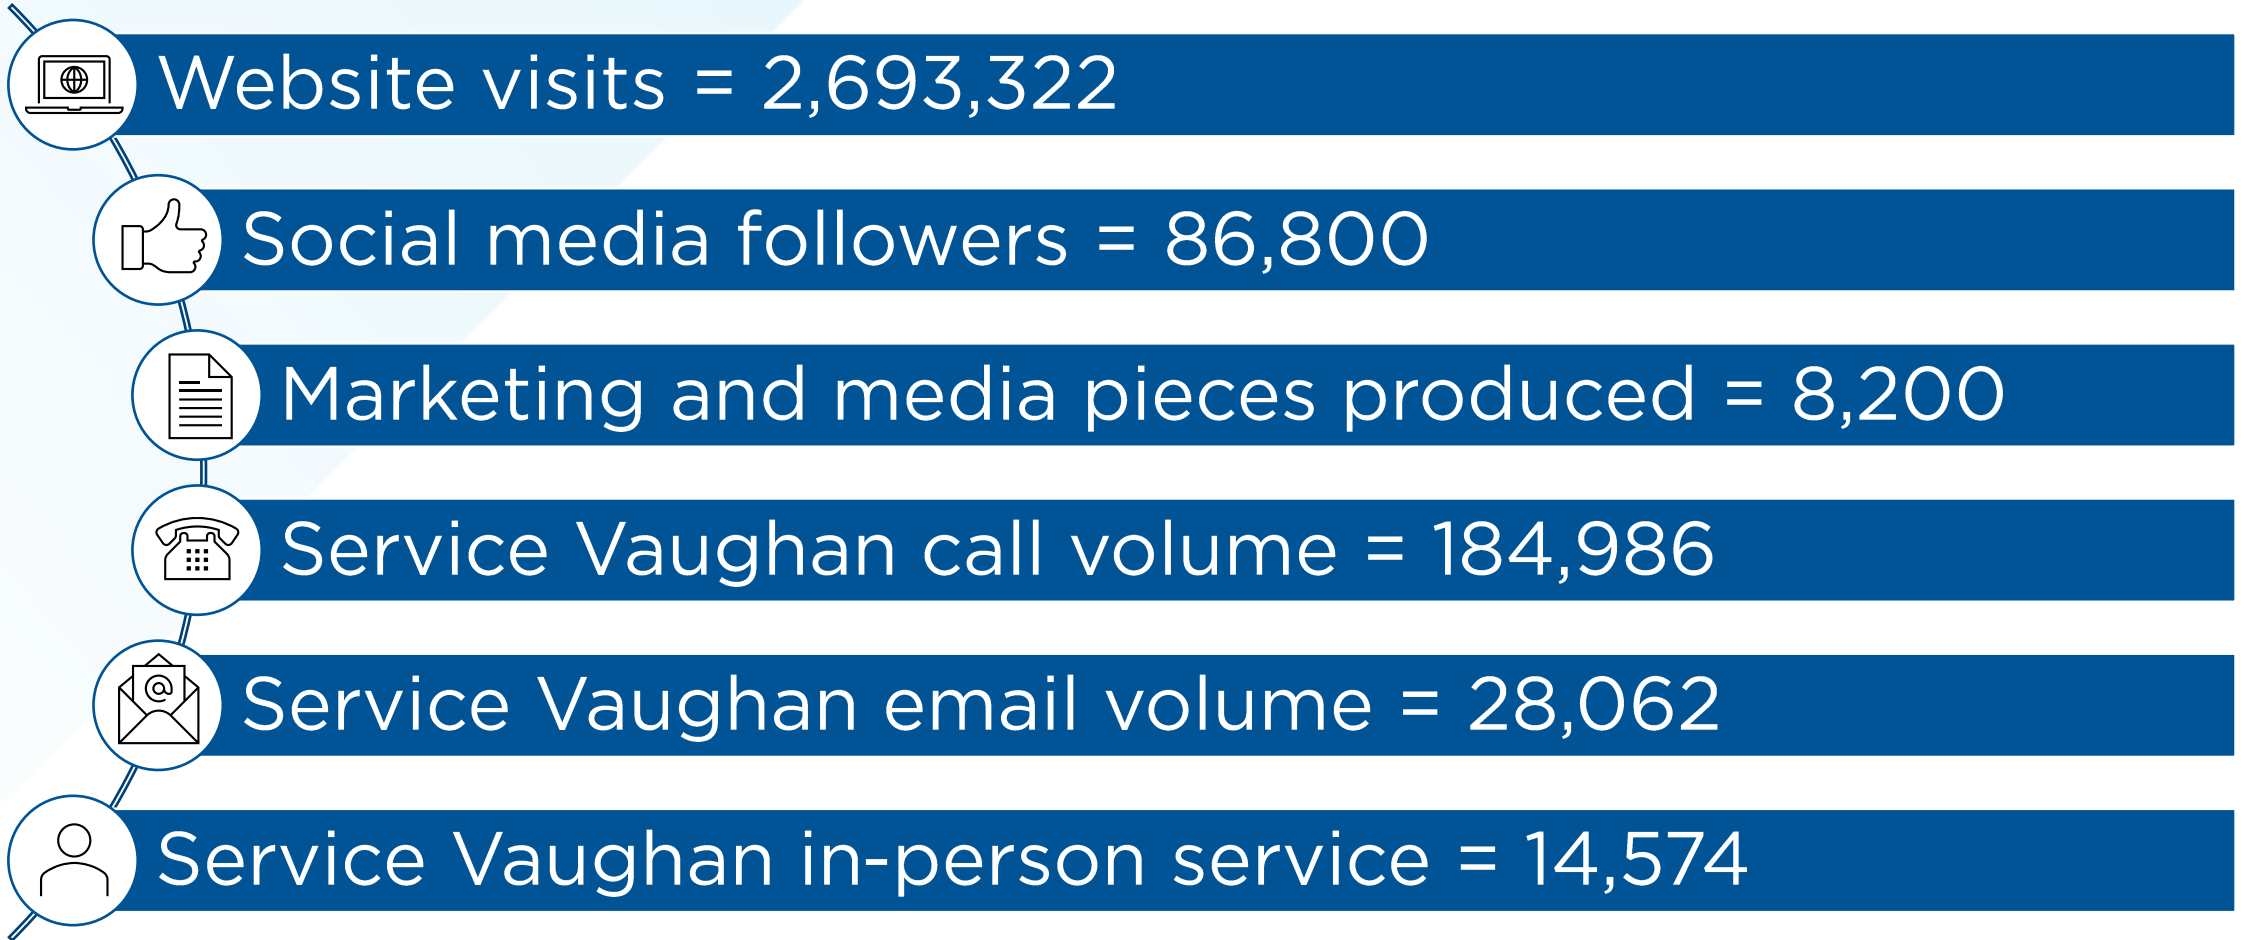 Website visits = 2,693,322
Social media followers = 86,800
Marketing and media pieces produced = 8,200
Service Vaughan call volume = 184,986
Service Vaughan email volume = 28,062
Service Vaughan in-person service = 14,574